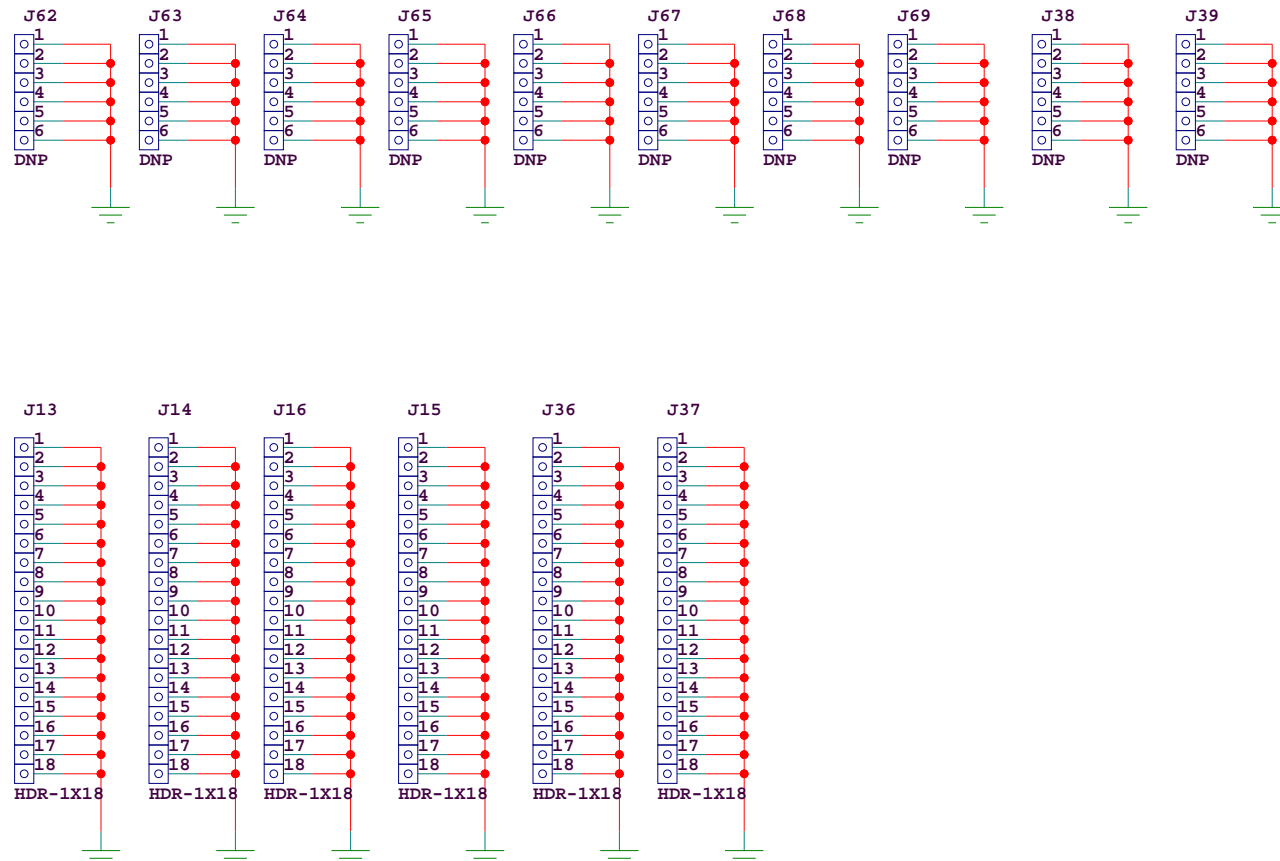 J62 J63 J64 J65 J66 J67 J68 J69 J38 J39
1 1 1 1 1 1 1 1 1 1
2 2 2 2 2 2 2 2 2 2
3 3 3 3 3 3 3 3 3 3
4 4 4 4 4 4 4 4 4 4
5 5 5 5 5 5 5 5 5 5
6 6 6 6 6 6 6 6 6 6
DNP DNP DNP DNP DNP DNP DNP DNP DNP DNP
J13 J14 J16 J15 J36 J37
1 1 1 1 1 1
2 2 2 2 2 2
3 3 3 3 3 3
4 4 4 4 4 4
5 5 5 5 5 5
6 6 6 6 6 6
7 7 7 7 7 7
8 8 8 8 8 8
9 9 9 9 9 9
10 10 10 10 10 10
11 11 11 11 11 11
12 12 12 12 12 12
13 13 13 13 13 13
14 14 14 14 14 14
15 15 15 15 15 15
16 16 16 16 16 16
17 17 17 17 17 17
18 18 18 18 18 18
HDR-1X18 HDR-1X18 HDR-1X18 HDR-1X18 HDR-1X18 HDR-1X18